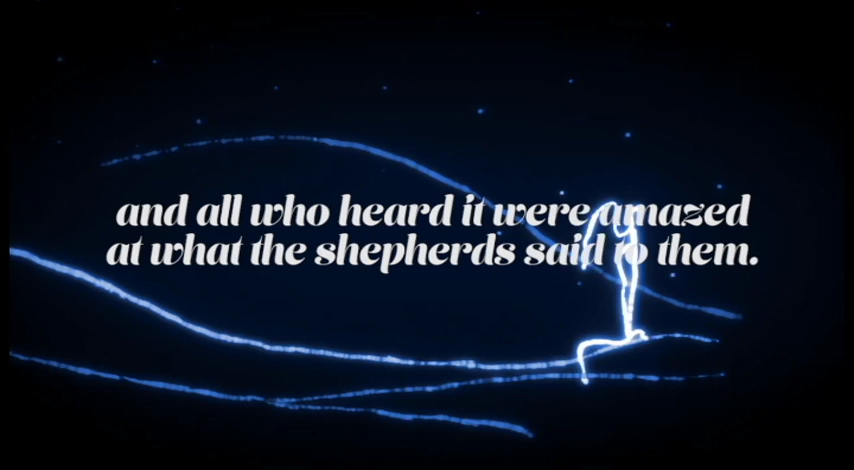 and all who heard it were amazed
at what the shepherds said to them.